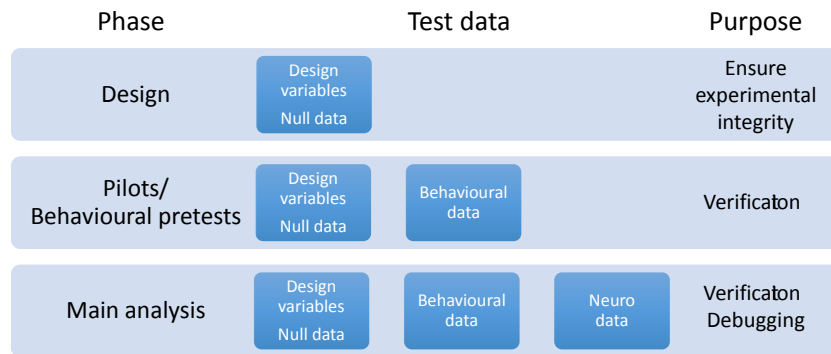 Phase Test data Purpose
Design
Design
variables
Null data
Ensure
experimental
integrity
Pilots/
Behavioural pretests
Design
variables
Null data
Behavioural
data
Verificaton
Main analysis
Design
variables
Null data
Behavioural
data
Neuro
data
Verificaton
Debugging